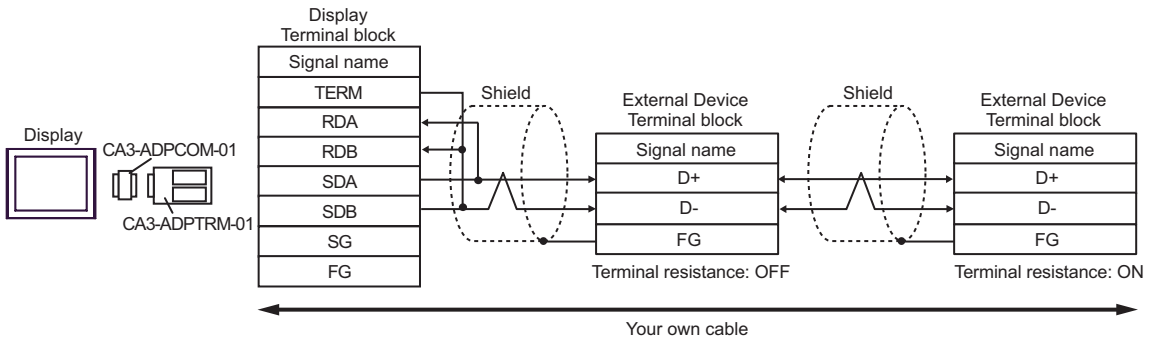 Display
CA3-ADPCOM-01
CA3-ADPTRM-01
Display
Terminal block
Signal name
TERM
RDA
RDB
SDA
SDB
SG
FG
Shield
External Device
Terminal block
Signal name
D+
D-
FG
Terminal resistance: OFF
Shield
External Device
Terminal block
Signal name
D+
D-
FG
Terminal resistance: ON
Your own cable